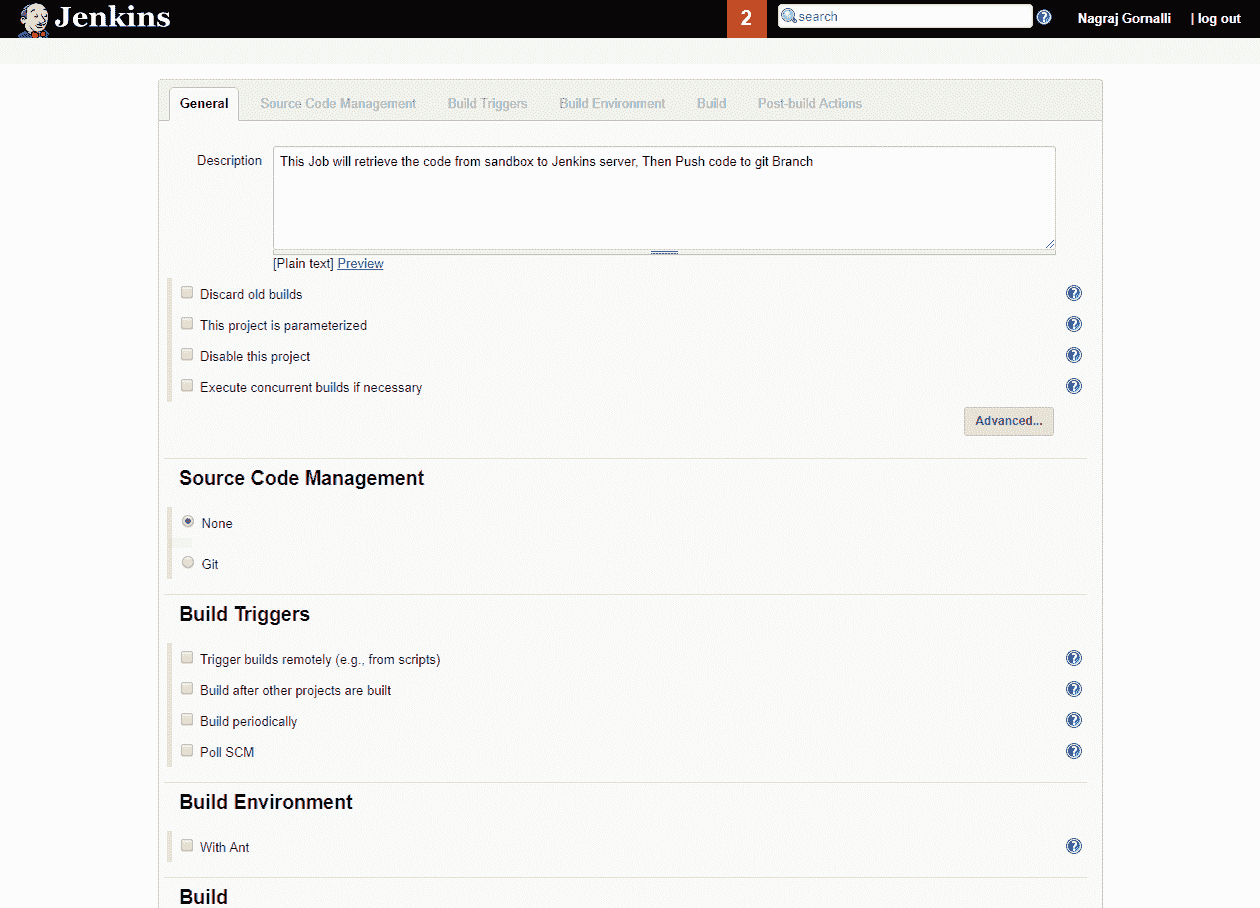 Jenkins
2
search
Nagraj Gornalli
| log out
General
Source Code Management
Build Triggers
Build Environment
Build
Post-build Actions
Description
This Job will retrieve the code from sandbox to Jenkins server, Then Push code to git Branch
[Plain text] Preview
Discard old builds
This project is parameterized
Disable this project
Execute concurrent builds if necessary
Advanced...
Source Code Management
None
Git
Build Triggers
Trigger builds remotely (e.g., from scripts)
Build after other projects are built
Build periodically
Poll SCM
Build Environment
With Ant
Build